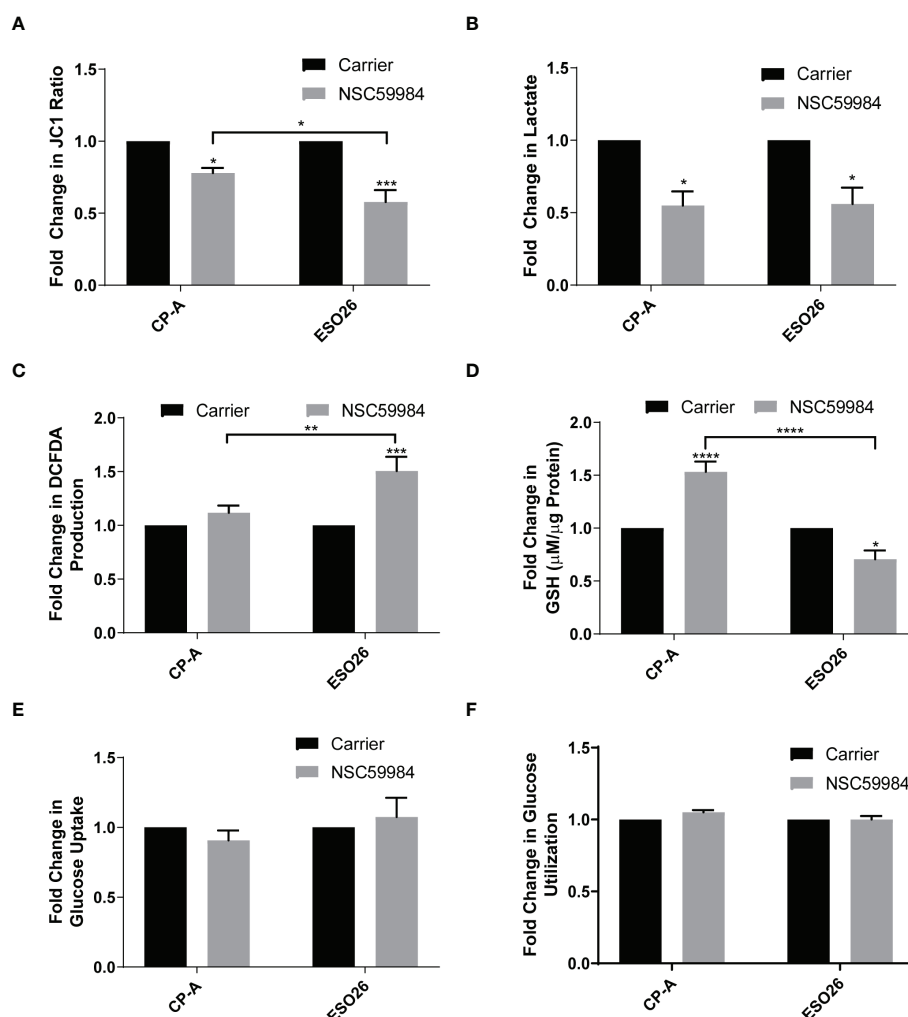 A
Fold Change in JC1 Ratio
1.5
1.0
0.5
0.0
Carrier
NSC59984
*
*
***
CP-A
ESO26
B
Fold Change in Lactate
1.5
1.0
0.5
0.0
Carrier
NSC59984
*
*
CP-A
ESO26
C
Fold Change in DCFDA
Production
2.0
1.5
1.0
0.5
0.0
Carrier
NSC59984
**
***
CP-A
ESO26
D
Fold Change in
GSH (μM/μg Protein)
2.0
1.5
1.0
0.5
0.0
Carrier
NSC59984
****
****
*
CP-A
ESO26
E
Fold Change in
Glucose Uptake
1.5
1.0
0.5
0.0
Carrier
NSC59984
CP-A
ESO26
F
Fold Change in Glucose
Utilization
1.5
1.0
0.5
0.0
Carrier
NSC59984
CP-A
ESO26